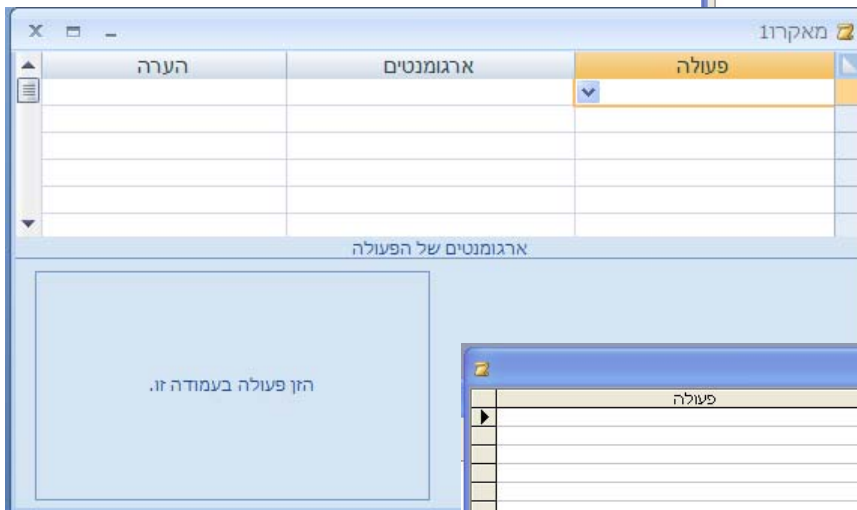 מאקרו1
פעולה ארגומנטים הערה
ארגומנטים של הפעולה
הזן פעולה בעמודה זו.
פעולה